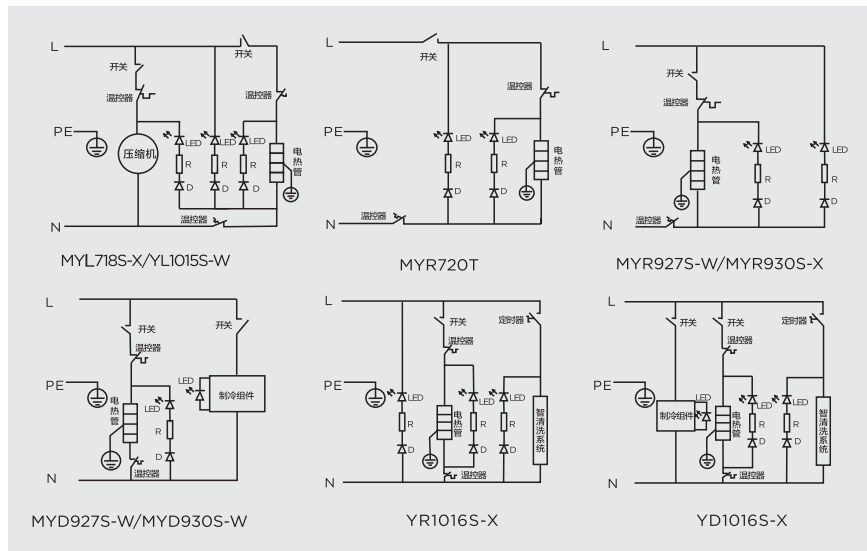 L
开关
开关
温控器
温控器
PE
压缩机
LED
LED
LED
R
R
R
D
D
D
电热管
温控器
N
MYL718S-X/YL1015S-W
L
开关
温控器
PE
LED
LED
R
R
D
D
电热管
温控器
N
MYR720T
L
开关
温控器
PE
电热管
LED
LED
R
R
D
D
温控器
N
MYR927S-W/MYR930S-X
L
开关
开关
温控器
PE
电热管
LED
LED
制冷组件
R
D
温控器
N
MYD927S-W/MYD930S-W
L
开关
定时器
温控器
PE
LED
LED
LED
电热管
R
R
R
D
D
D
智清洗系统
温控器
N
YR1016S-X
L
开关
开关
定时器
温控器
PE
LED
制冷组件
电热管
LED
LED
R
R
D
D
智清洗系统
温控器
N
YD1016S-X